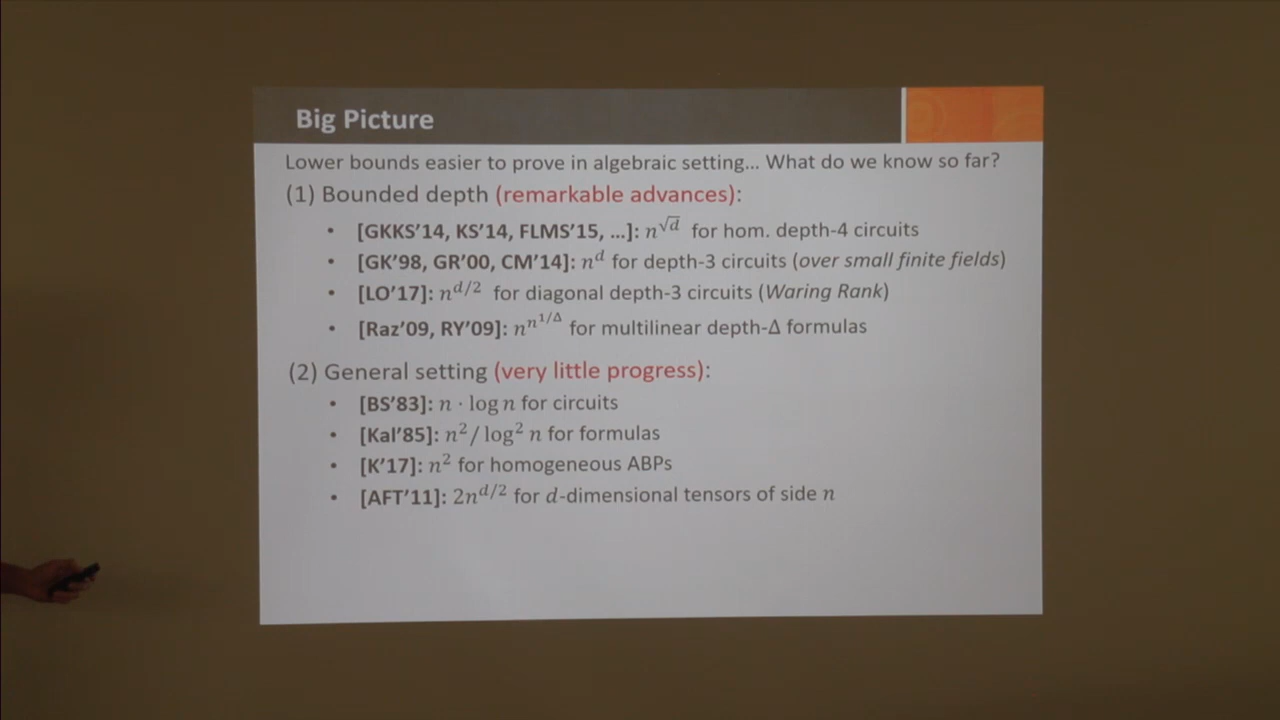 Big Picture
Lower bounds easier to prove in algebraic setting... What do we know so far?
(1) Bounded depth (remarkable advances):
• [GKKS'14, KS'14, FLMS'15, ...]: n^{√d} for hom. depth-4 circuits
• [GK'98, GR'00, CM'14]: n^d for depth-3 circuits (over small finite fields)
• [LO'17]: n^{d/2} for diagonal depth-3 circuits (Waring Rank)
• [Raz'09, RY'09]: n^{n^{1/Δ}} for multilinear depth-Δ formulas
(2) General setting (very little progress):
• [BS'83]: n · log n for circuits
• [Kal'85]: n²/ log² n for formulas
• [K'17]: n² for homogeneous ABPs
• [AFT'11]: 2n^{d/2} for d-dimensional tensors of side n